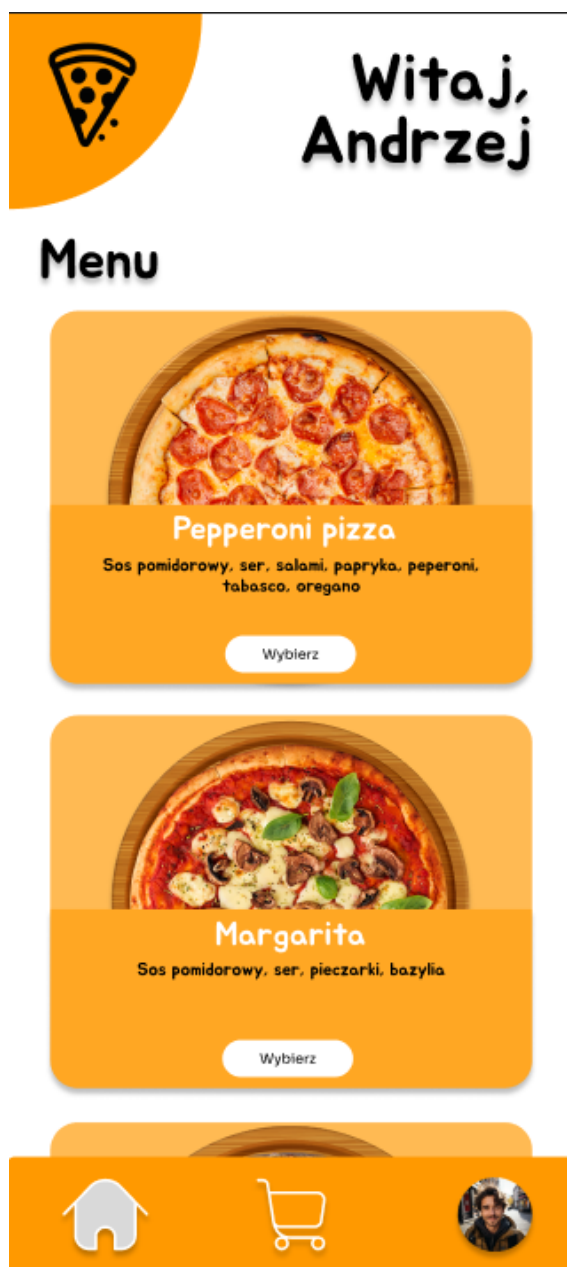 Witaj,
Andrzej
Menu
Pepperoni pizza
Sos pomidorowy, ser, salami, papryka, peperoni,
tabasco, oregano
Wybierz
Margarita
Sos pomidorowy, ser, pieczarki, bazylia
Wybierz